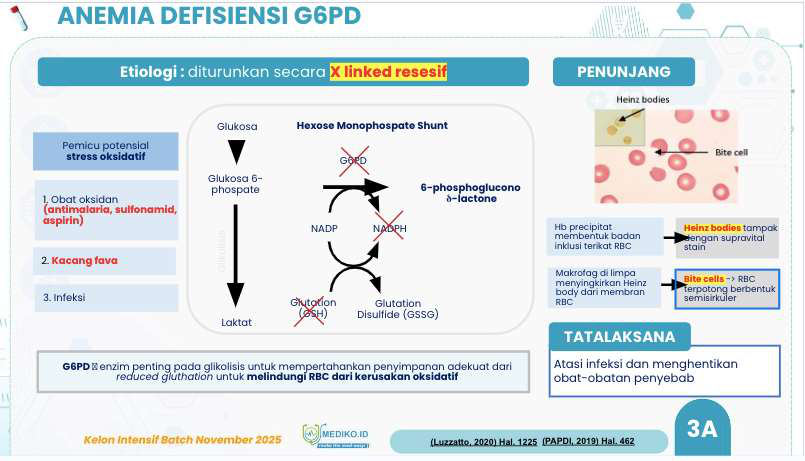 ANEMIA DEFISIENSI G6PD
Etiologi : diturunkan secara X linked resesif
PENUNJANG
Pemicu potensial
stress oksidatif
1. Obat oksidan
(antimalaria, sulfonamid,
aspirin)
2. Kacang fava
3. Infeksi
Glukosa
Glukosa 6-
phospate
Glikolisis
Laktat
Hexose Monophospate Shunt
G6PD
6-phosphoglucono
δ-lactone
NADP
NADPH
Glutation
(GSH)
Glutation
Disulfide (GSSG)
Heinz bodies
Bite cell
Hb precipitat
membentuk badan
inklusi terikat RBC
Heinz bodies tampak
dengan supravital
stain
Makrofag di limpa
menyingkirkan Heinz
body dari membran
RBC
Bite cells -> RBC
terpotong berbentuk
semisirkuler
TATALAKSANA
Atasi infeksi dan menghentikan
obat-obatan penyebab
G6PD enzim penting pada glikolisis untuk mempertahankan penyimpanan adekuat dari
reduced gluthation untuk melindungi RBC dari kerusakan oksidatif
Kelon Intensif Batch November 2025
MEDIKO.ID
(Luzzatto, 2020) Hal. 1225 (PAPDI, 2019) Hal. 462
3A